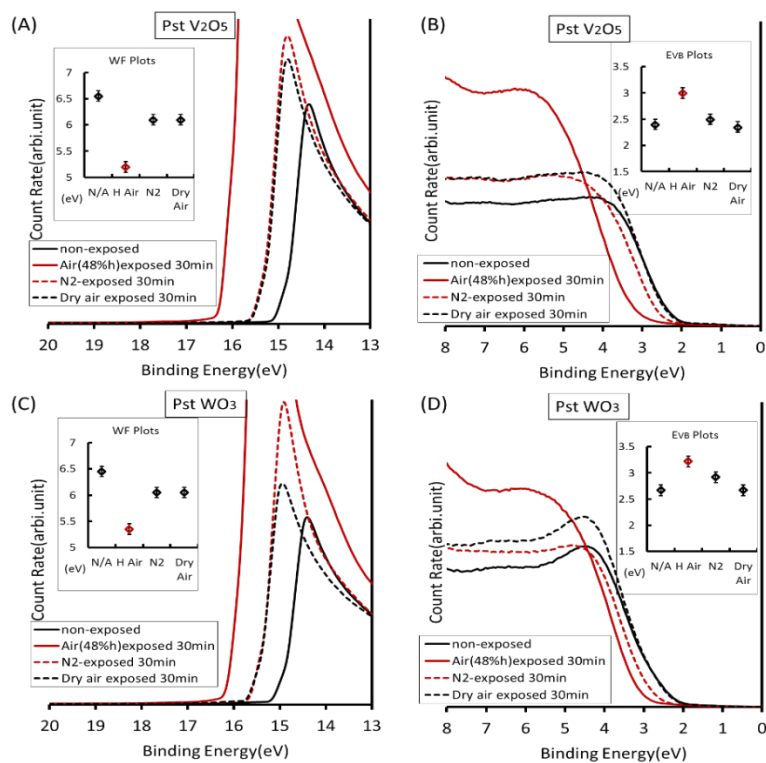 (A)
Pst V2O5
WF Plots
7
6.5
6
5.5
5
(eV)
N/A H Air N2 Dry
Air
Count Rate(arbi.unit)
non-exposed
Air(48%h)exposed 30min
N2-exposed 30min
Dry air exposed 30min
20 19 18 17 16 15 14 13
Binding Energy(eV)
(B)
Pst V2O5
EVB Plots
3.5
3
2.5
2
1.5
(eV)
N/A H Air N2 Dry
Air
Count Rate(arbi.unit)
non-exposed
Air(48%h)exposed 30min
N2-exposed 30min
Dry air exposed 30min
8 7 6 5 4 3 2 1 0
Binding Energy(eV)
(C)
Pst WO3
WF Plots
7
6.5
6
5.5
5
(eV)
N/A H Air N2 Dry
Air
Count Rate(arbi.unit)
non-exposed
Air(48%h)exposed 30min
N2-exposed 30min
Dry air exposed 30min
20 19 18 17 16 15 14 13
Binding Energy(eV)
(D)
Pst WO3
EVB Plots
3.5
3
2.5
2
1.5
(eV)
N/A H Air N2 Dry
Air
Count Rate(arbi.unit)
non-exposed
Air(48%h)exposed 30min
N2-exposed 30min
Dry air exposed 30min
8 7 6 5 4 3 2 1 0
Binding Energy(eV)